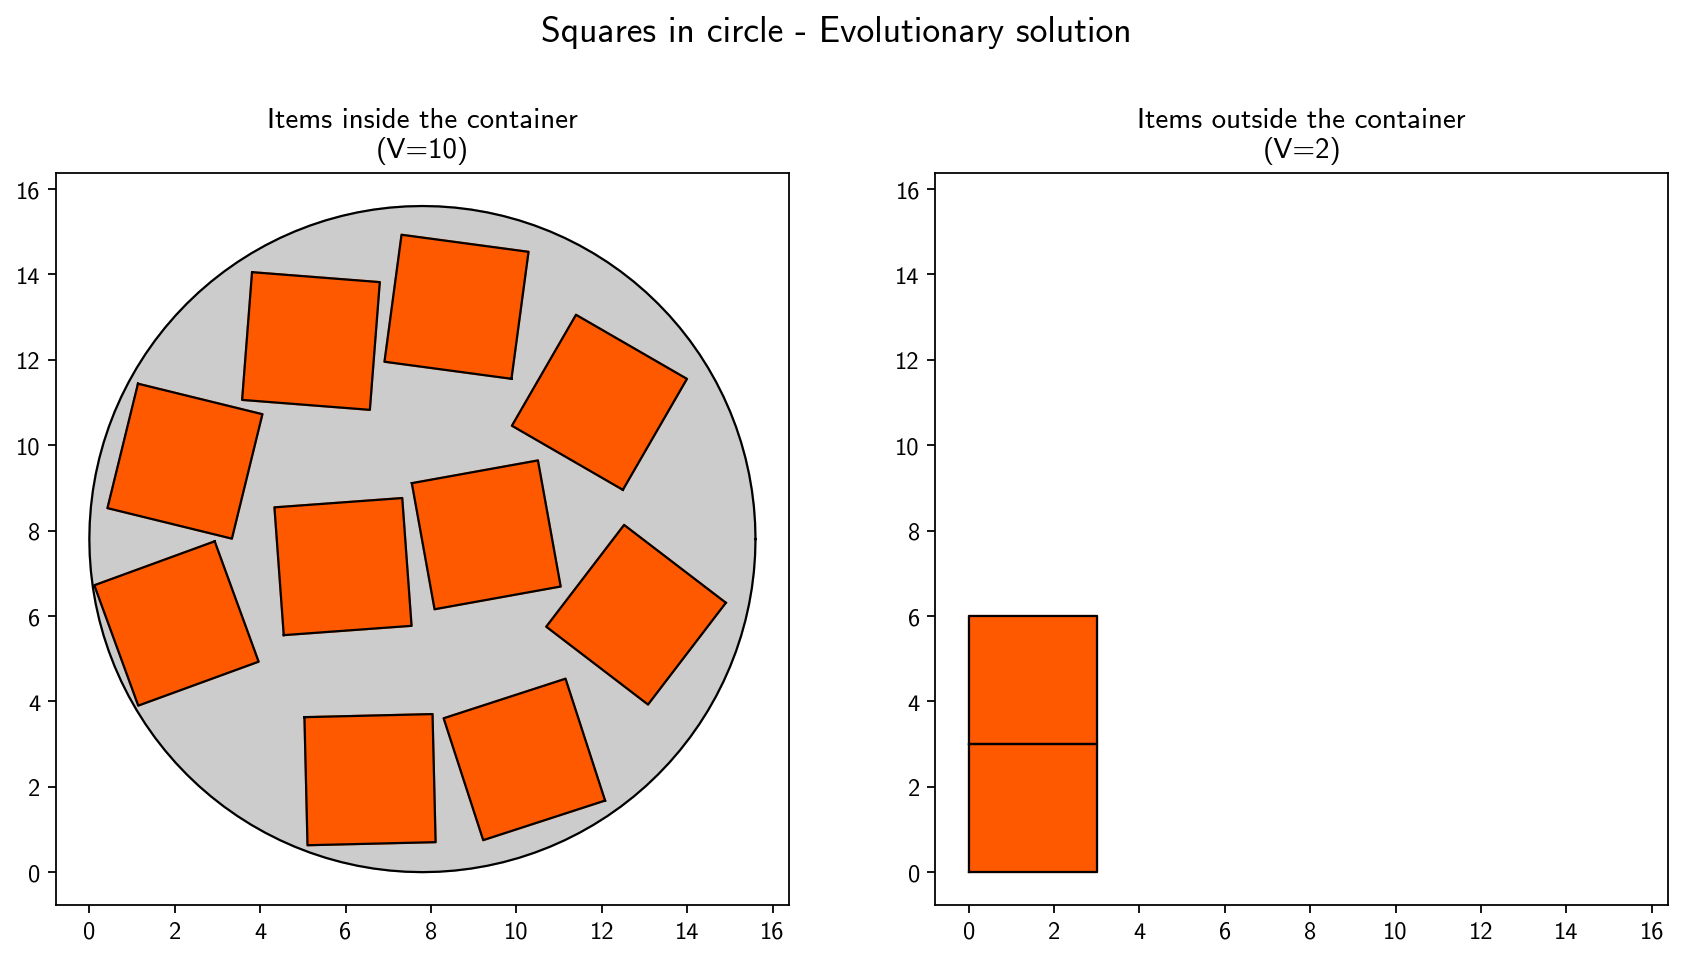 Squares in circle - Evolutionary solution
Items inside the container
(V=10)
16
14
12
10
8
6
4
2
0
0 2 4 6 8 10 12 14 16
Items outside the container
(V=2)
16
14
12
10
8
6
4
2
0
0 2 4 6 8 10 12 14 16